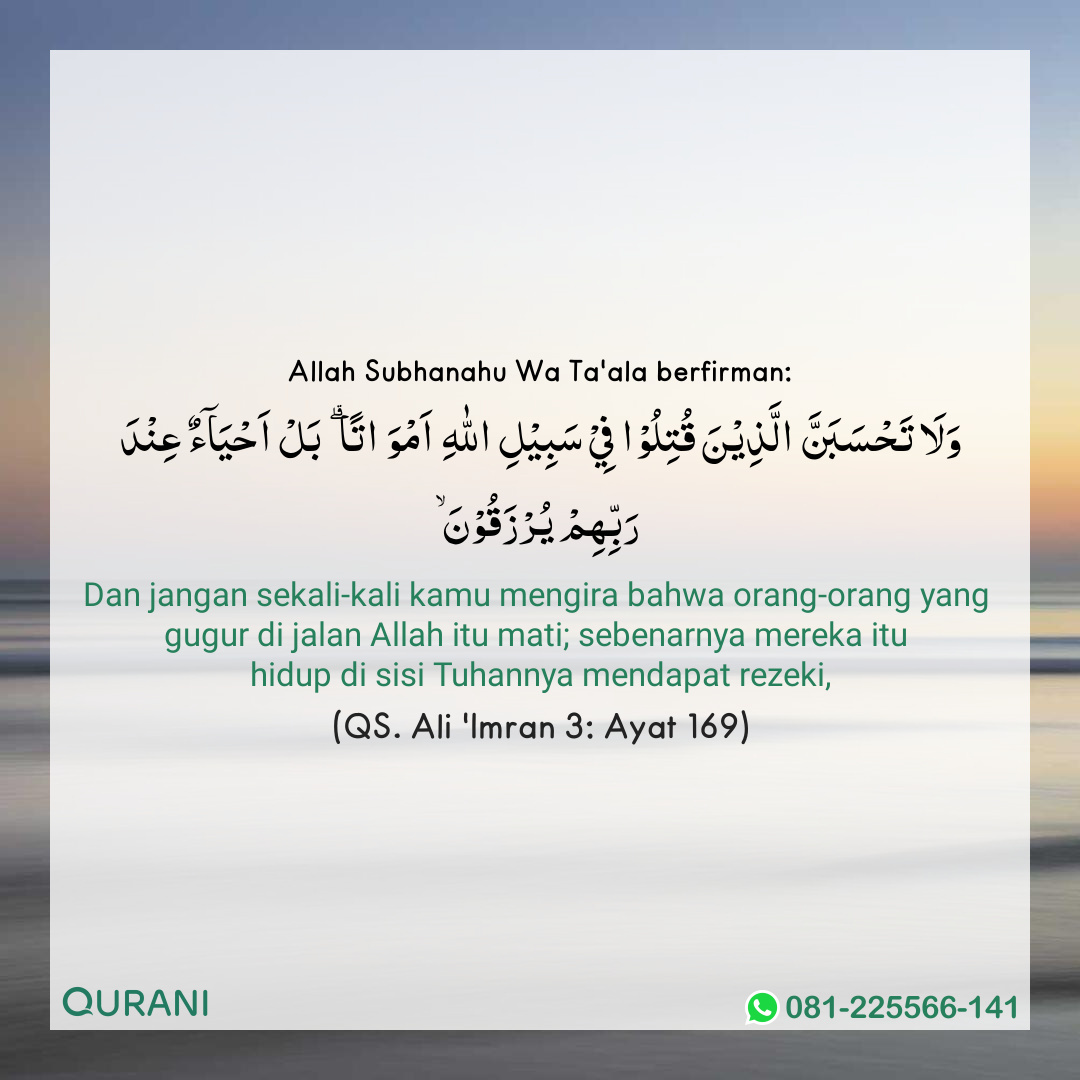 Allah Subhanahu Wa Ta'ala berfirman:
وَلَا تَحْسَبَنَّ الَّذِيْنَ قُتِلُوْا فِيْ سَبِيْلِ اللّٰهِ اَمْوَ اتًاۗ بَلْ اَحْيَآءٌ عِنْدَ
رَبِّهِمْ يُرْزَقُوْنَۙ
Dan jangan sekali-kali kamu mengira bahwa orang-orang yang
gugur di jalan Allah itu mati; sebenarnya mereka itu
hidup di sisi Tuhannya mendapat rezeki,
(QS. Ali 'Imran 3: Ayat 169)
QURANI
081-225566-141